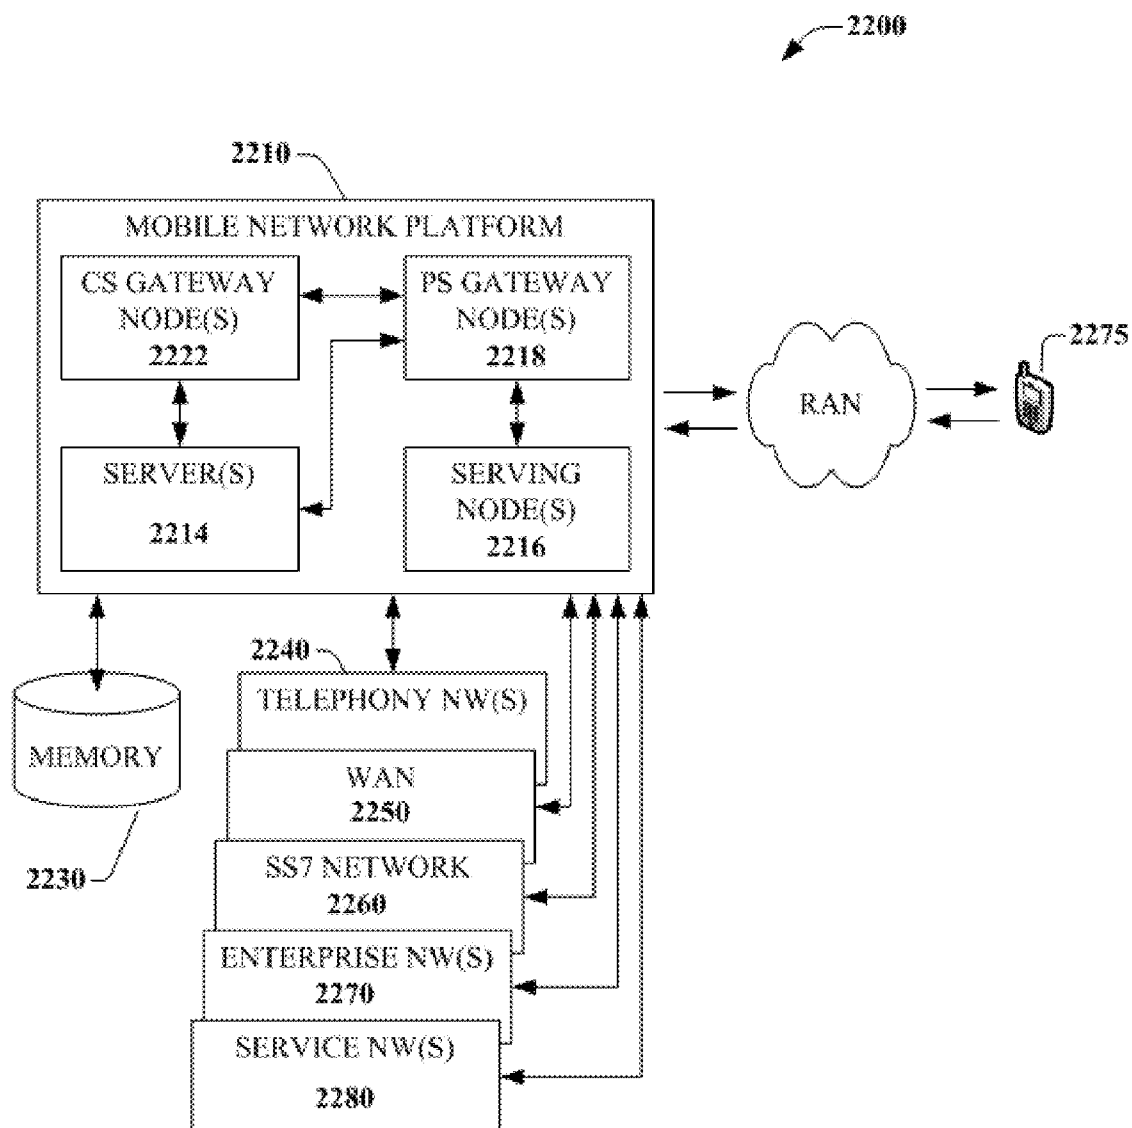 2200
2210
MOBILE NETWORK PLATFORM
CS GATEWAY
NODE(S)
2222
PS GATEWAY
NODE(S)
2218
2275
RAN
SERVER(S)
2214
SERVING
NODE(S)
2216
2240
TELEPHONY NW(S)
MEMORY
WAN
2250
2230
SS7 NETWORK
2260
ENTERPRISE NW(S)
2270
SERVICE NW(S)
2280